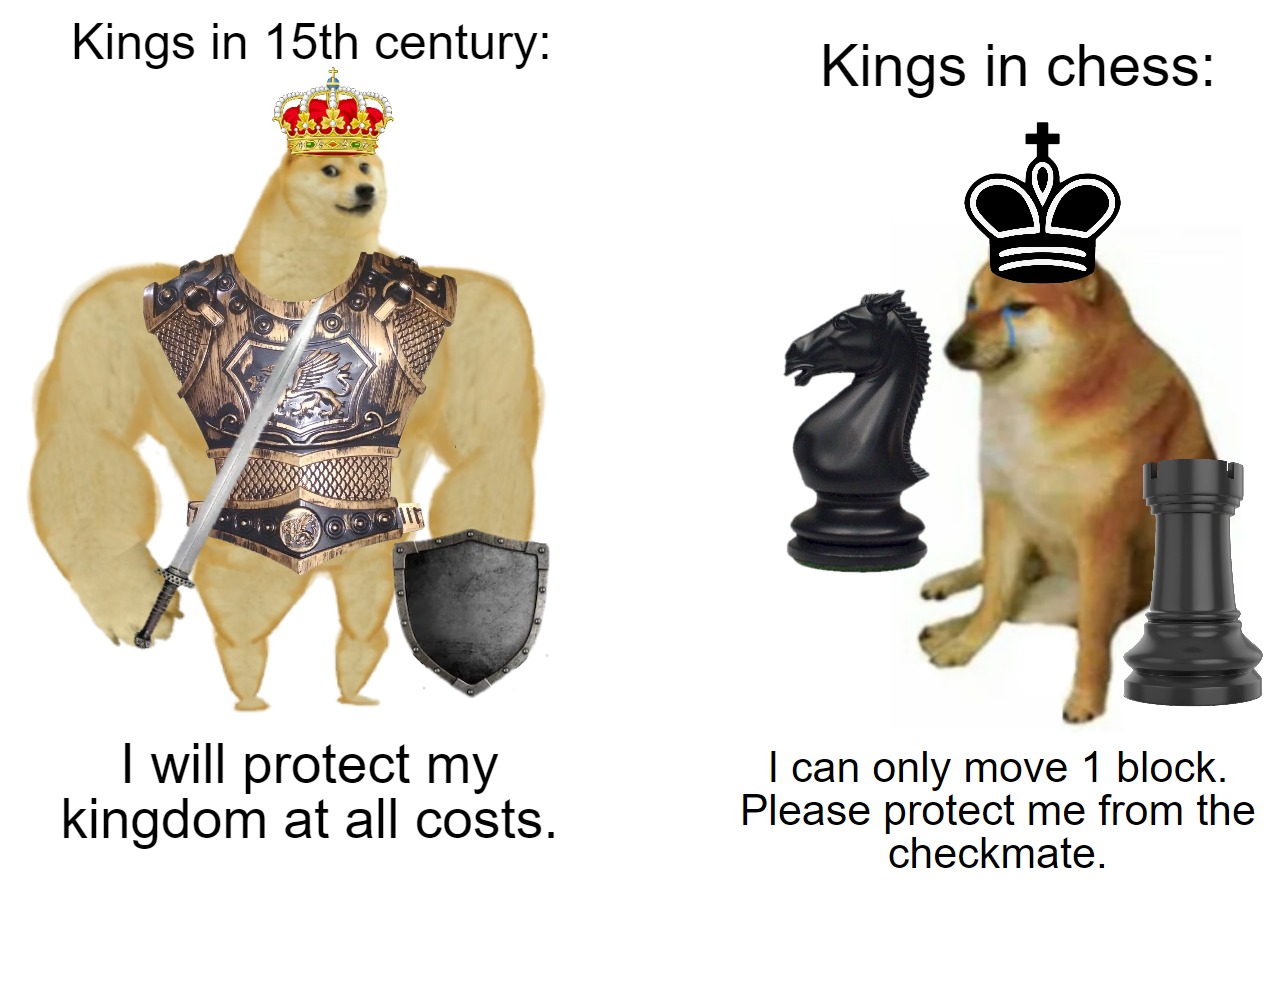 Kings in 15th century:
I will protect my
kingdom at all costs.
Kings in chess:
I can only move 1 block.
Please protect me from the
checkmate.